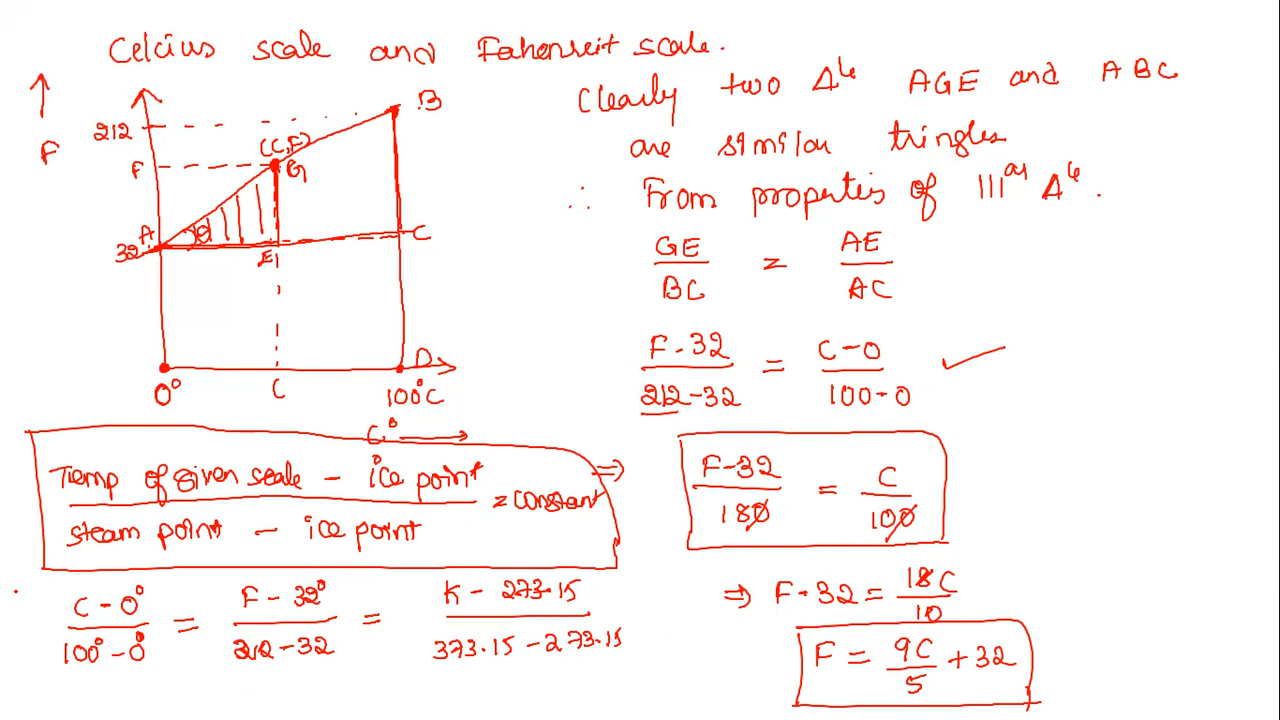 Celcius scale and Fahenreit scale.
↑
F
212
F
A
32
θ
(C,F)
G
B
C
E
D
0°
C
100°C
C° →
Clearly two Δle AGE and ABC
are similar tringles
∴ From properties of |||ar Δle.
GE/BC = AE/AC
F-32/212-32 = C-0/100-0 ✓
Temp of Given scale - ice point/steam point - ice point = constant
⇒ F-32/180 = C/100
C-0°/100°-0° = F-32°/212-32 = K-273.15/373.15-273.15
⇒ F-32 = 18C/10
F = 9C/5 + 32